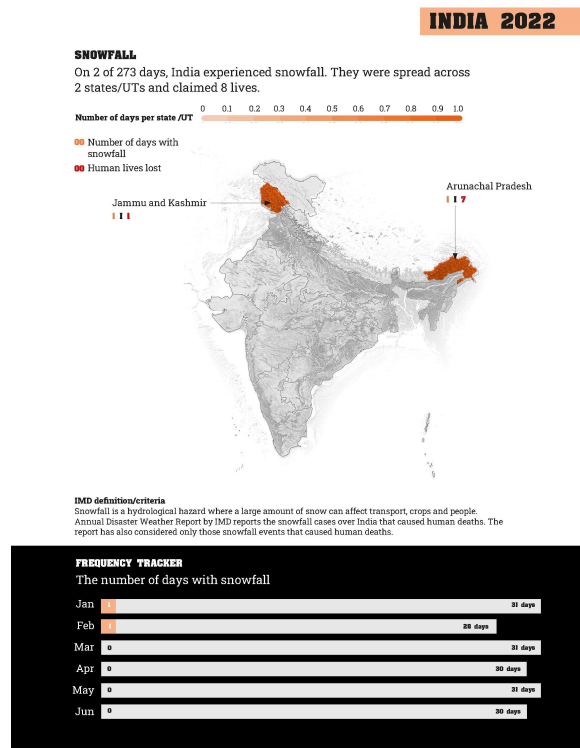 INDIA 2022
SNOWFALL
On 2 of 273 days, India experienced snowfall. They were spread across
2 states/UTs and claimed 8 lives.
Number of days per state /UT 0 0.1 0.2 0.3 0.4 0.5 0.6 0.7 0.8 0.9 1.0
00 Number of days with
snowfall
00 Human lives lost
Arunachal Pradesh
1 I 7
Jammu and Kashmir
1 I 1
IMD definition/criteria
Snowfall is a hydrological hazard where a large amount of snow can affect transport, crops and people.
Annual Disaster Weather Report by IMD reports the snowfall cases over India that caused human deaths. The
report has also considered only those snowfall events that caused human deaths.
FREQUENCY TRACKER
The number of days with snowfall
Jan 1 31 days
Feb 1 28 days
Mar 0 31 days
Apr 0 30 days
May 0 31 days
Jun 0 30 days